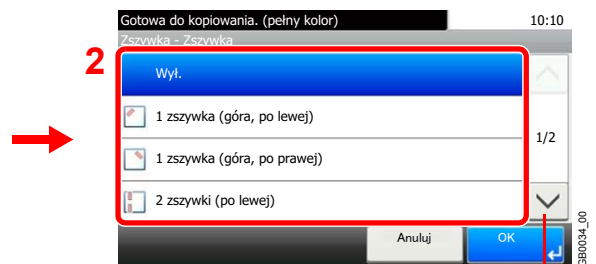 Gotowa do kopiowania. (pełny kolor) 10:10
Zszywka - Zszywka
2
Wył.
1 zszywka (góra, po lewej)
1 zszywka (góra, po prawej)
1/2
2 zszywki (po lewej)
Anuluj OK
GB0034_00